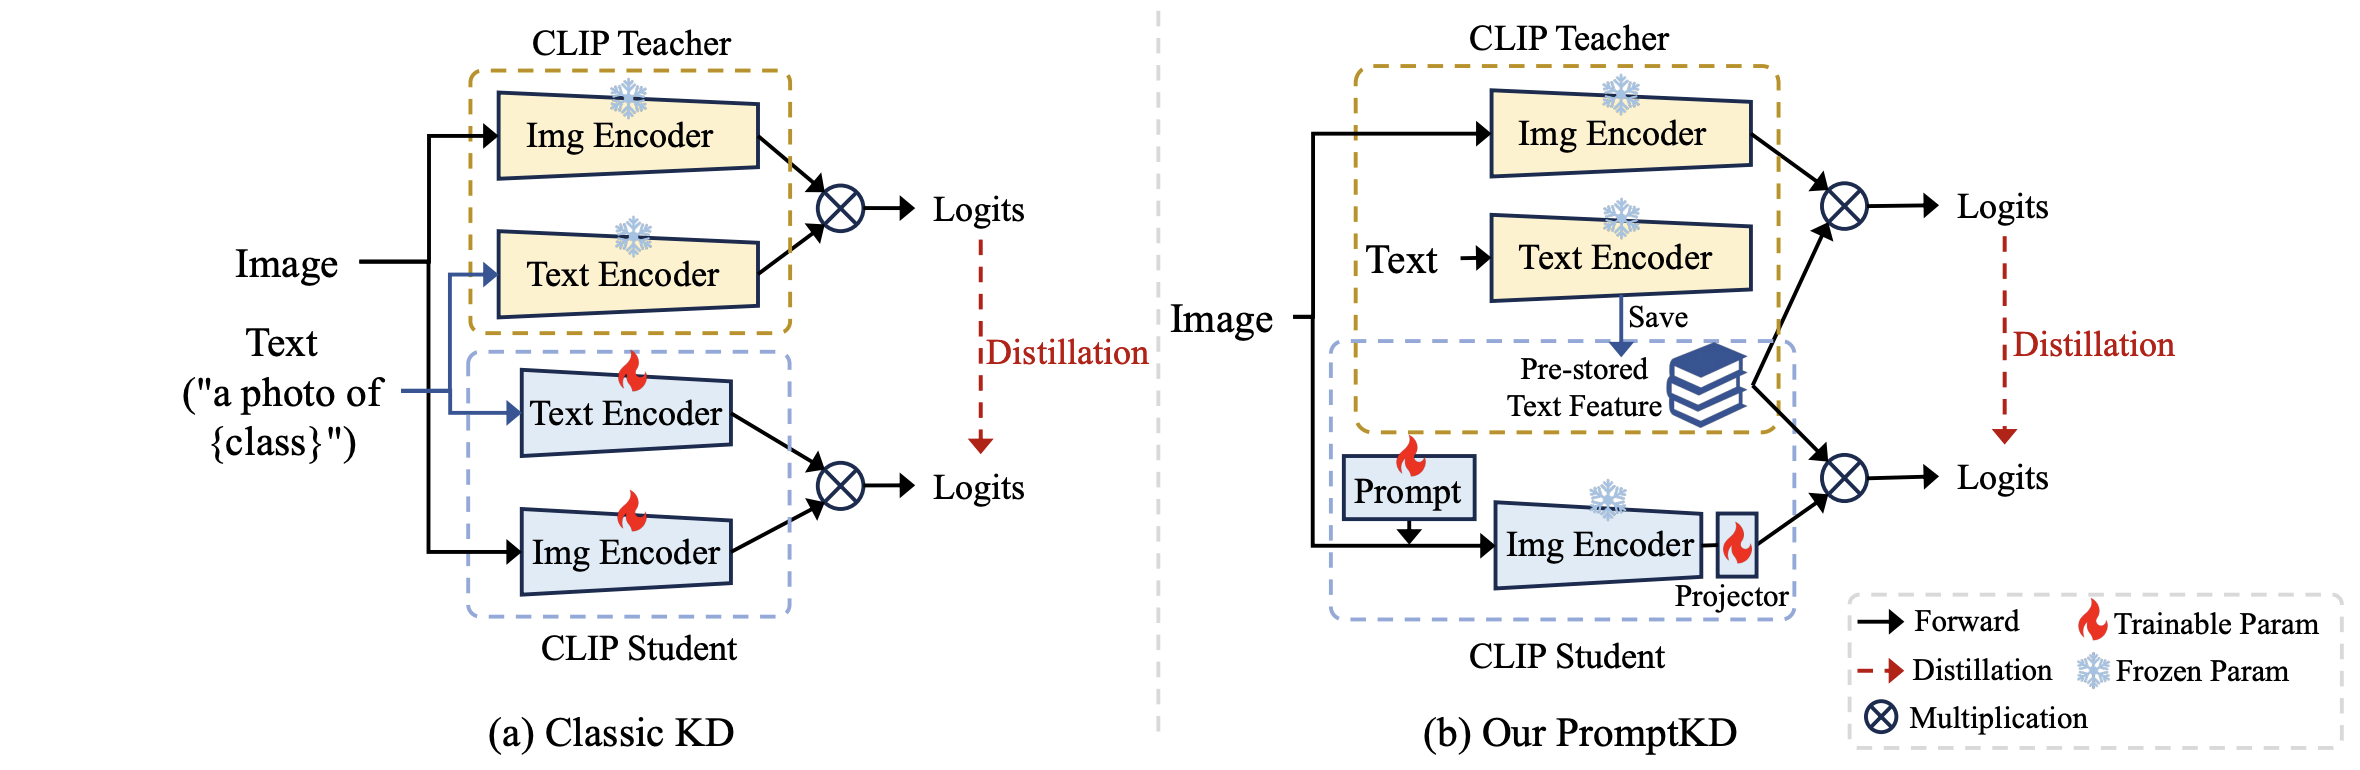 CLIP Teacher
Img Encoder
Text Encoder
Image
Text
("a photo of
{class}")
Text Encoder
Img Encoder
CLIP Student
Logits
Distillation
Logits
(a) Classic KD
CLIP Teacher
Img Encoder
Text
Text Encoder
Save
Image
Pre-stored
Text Feature
Prompt
Img Encoder
Projector
CLIP Student
Logits
Distillation
Logits
(b) Our PromptKD
Forward
Trainable Param
Distillation
Frozen Param
Multiplication